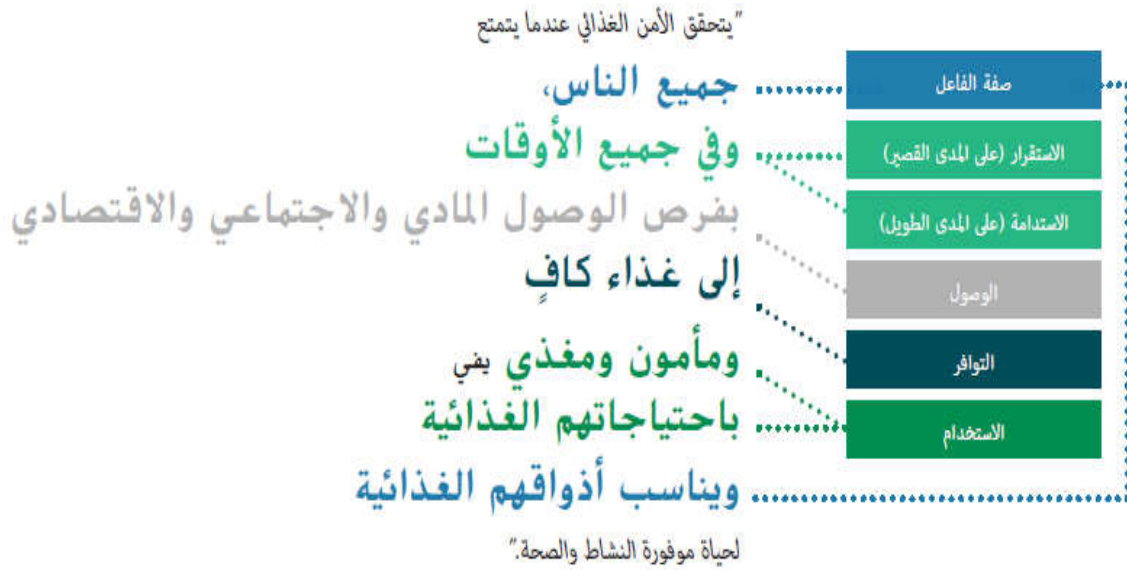 "يتحقق الأمن الغذائي عندما يتمتع
صفة الفاعل
جميع الناس،
الاستقرار (على المدى القصير)
وفي جميع الأوقات
الاستدامة (على المدى الطويل)
بفرص الوصول المادي والاجتماعي والاقتصادي
الوصول
إلى غذاء كافٍ
التوافر
ومأمون ومغذي يفي
الاستخدام
باحتياجاتهم الغذائية
ويناسب أذواقهم الغذائية
لحياة موفورة النشاط والصحة."